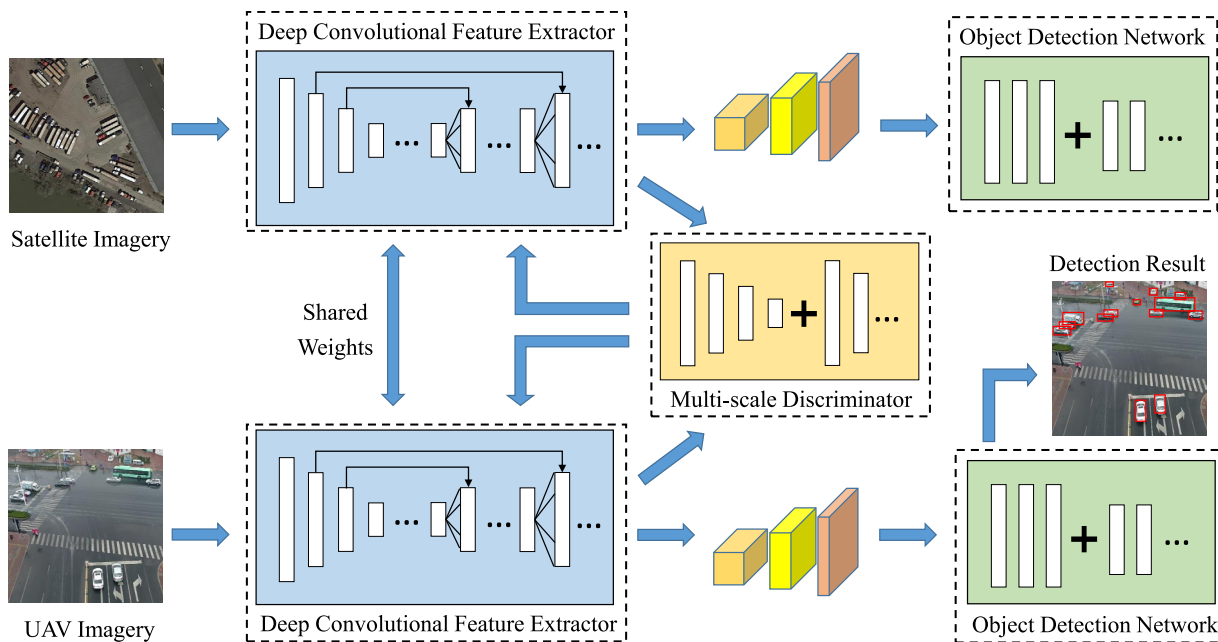 Deep Convolutional Feature Extractor
Object Detection Network
Satellite Imagery
Shared
Weights
Multi-scale Discriminator
Detection Result
UAV Imagery
Deep Convolutional Feature Extractor
Object Detection Network